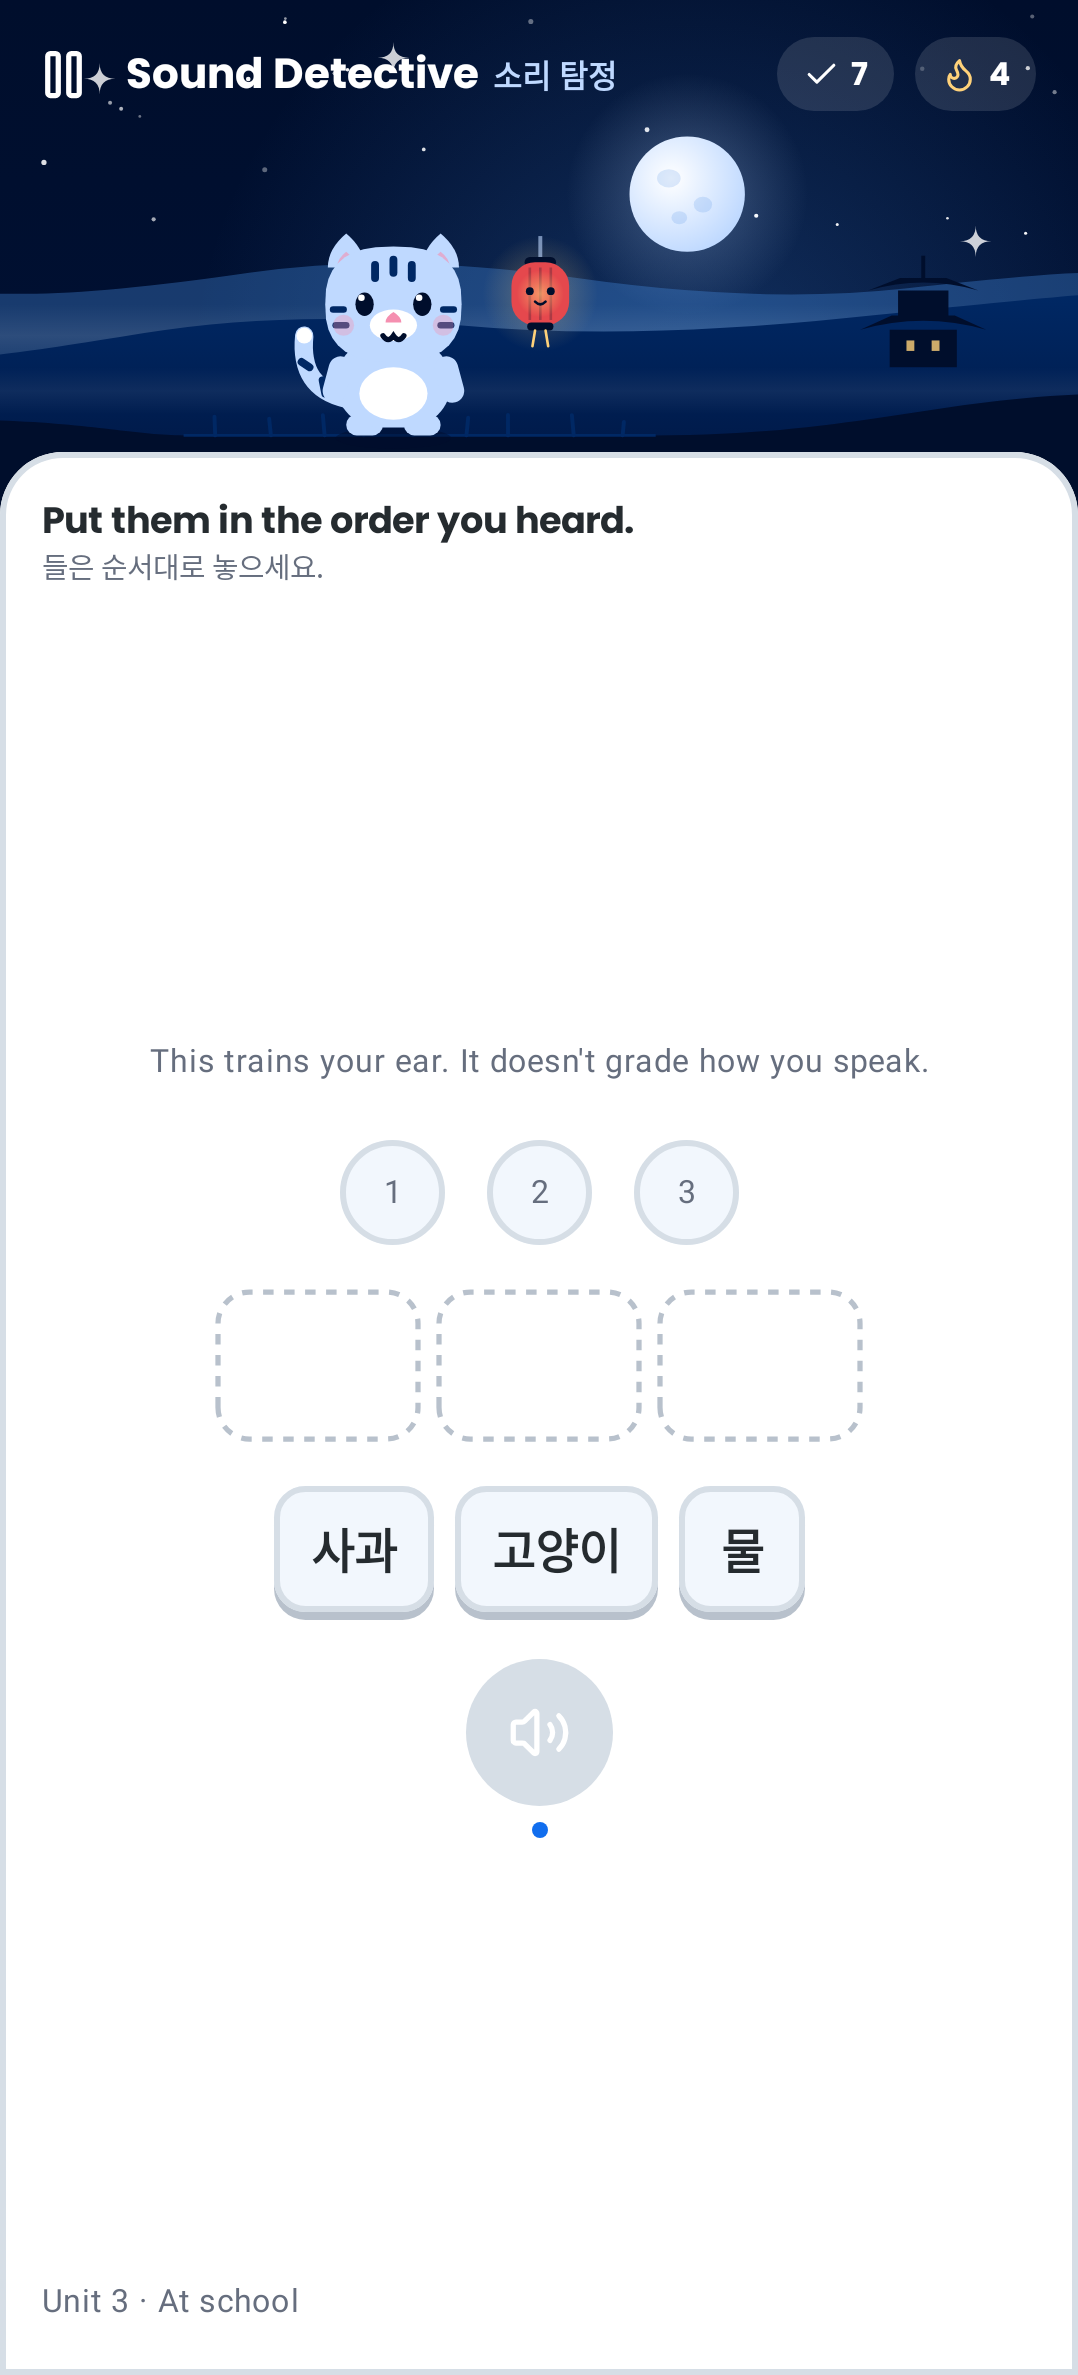 Sound Detective 소리 탐정 7 4
Put them in the order you heard.
들은 순서대로 놓으세요.
This trains your ear. It doesn't grade how you speak.
1 2 3
사과 고양이 물
Unit 3 · At school